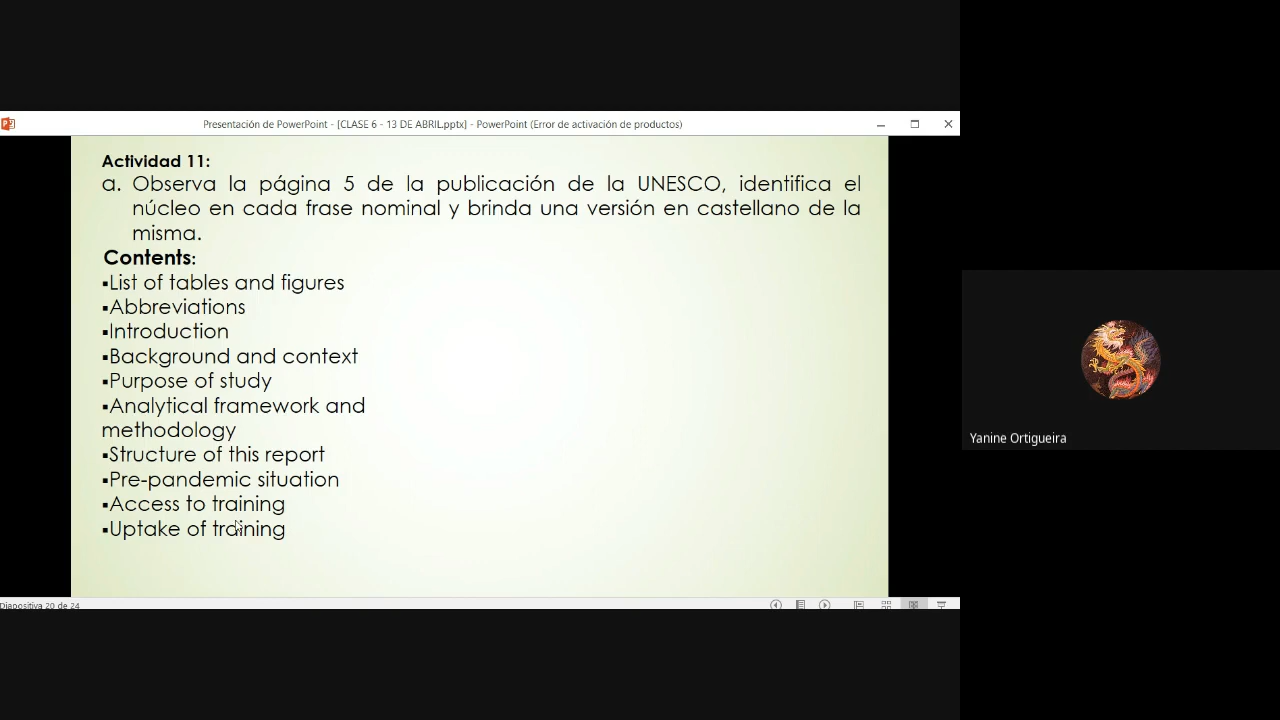 Presentación de PowerPoint - [CLASE 6 - 13 DE ABRIL.pptx] - PowerPoint (Error de activación de productos)
Actividad 11:
a. Observa la página 5 de la publicación de la UNESCO, identifica el
núcleo en cada frase nominal y brinda una versión en castellano de la
misma.
Contents:
▪List of tables and figures
▪Abbreviations
▪Introduction
▪Background and context
▪Purpose of study
▪Analytical framework and
methodology
▪Structure of this report
▪Pre-pandemic situation
▪Access to training
▪Uptake of training
Diapositiva 20 de 24
Yanine Ortigueira